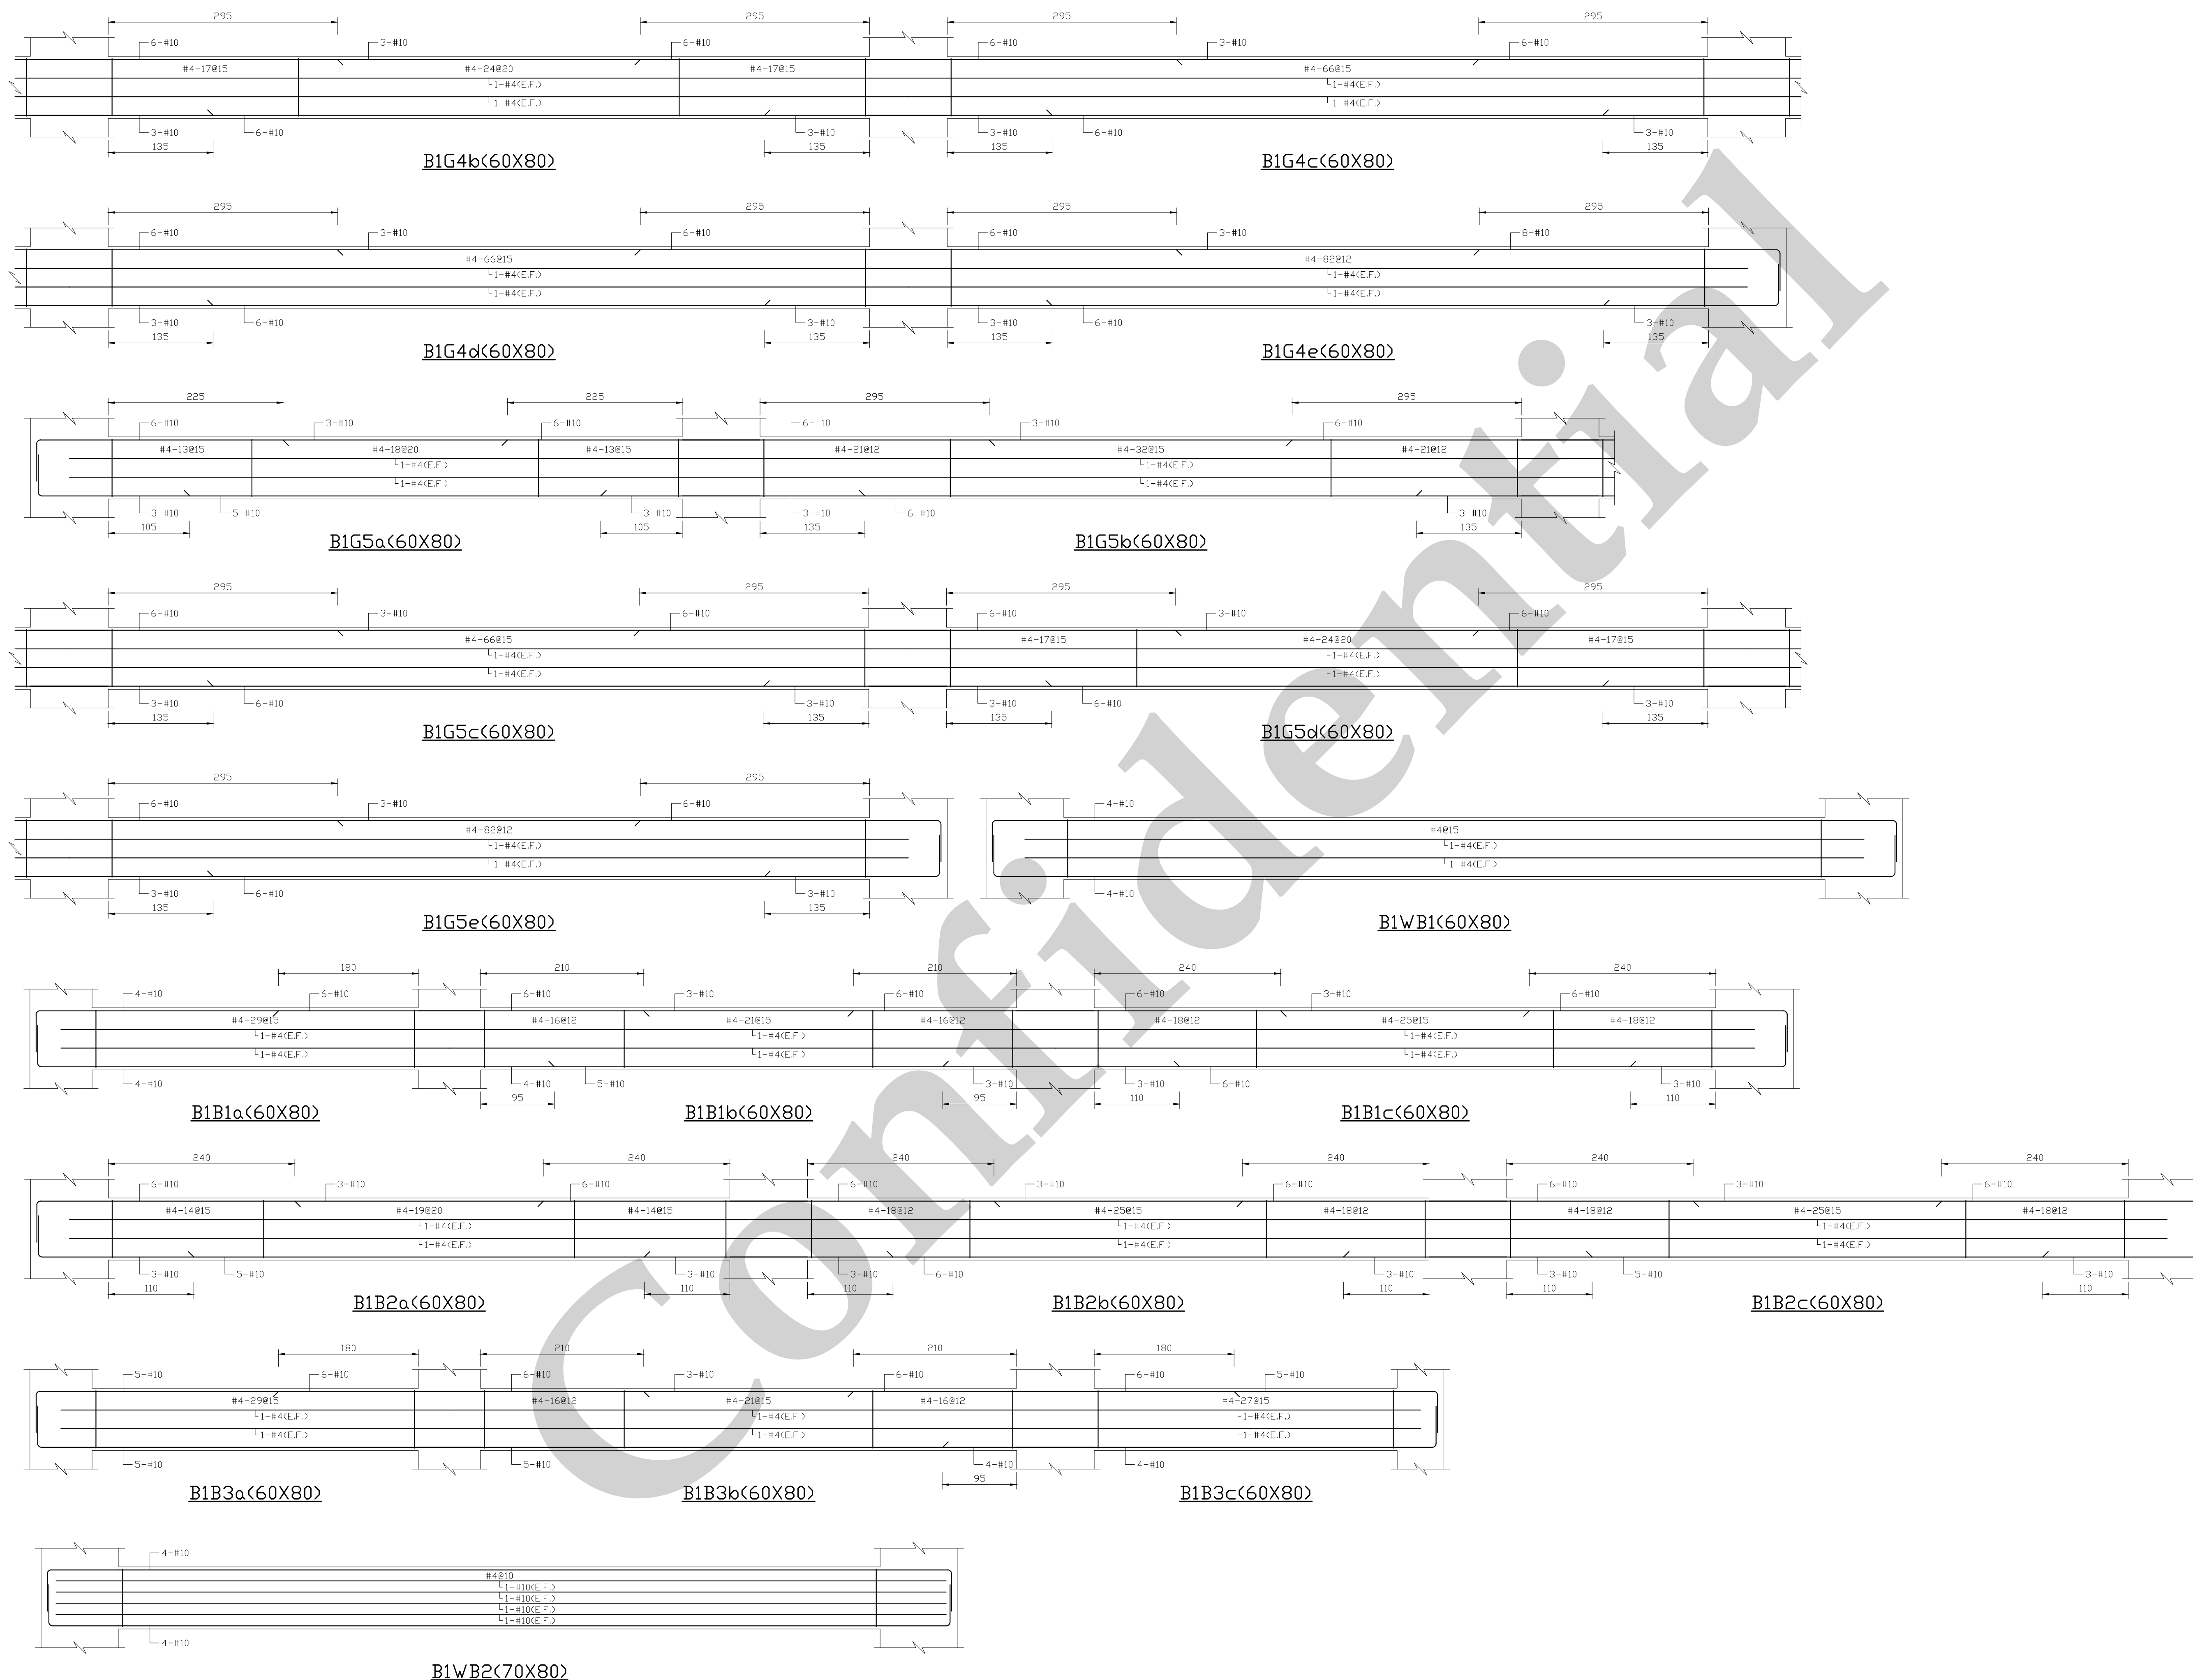 295 295 295 295
6-#10 3-#10 6-#10 6-#10 3-#10 6-#10
#4-17@15 #4-24@20 #4-17@15 #4-66@15
1-#4(E.F.) 1-#4(E.F.)
1-#4(E.F.) 1-#4(E.F.)
3-#10 6-#10 3-#10 3-#10 6-#10 3-#10
135 135 135 135
B1G4b(60X80) B1G4c(60X80)
295 295 295 295
6-#10 3-#10 6-#10 6-#10 3-#10 8-#10
#4-66@15 #4-82@12
1-#4(E.F.) 1-#4(E.F.)
1-#4(E.F.) 1-#4(E.F.)
3-#10 6-#10 3-#10 3-#10 6-#10 3-#10
135 135 135 135
B1G4d(60X80) B1G4e(60X80)
225 225 295 295
6-#10 3-#10 6-#10 6-#10 3-#10 6-#10
#4-13@15 #4-18@20 #4-13@15 #4-21@12 #4-32@15 #4-21@12
1-#4(E.F.) 1-#4(E.F.)
1-#4(E.F.) 1-#4(E.F.)
3-#10 5-#10 3-#10 3-#10 6-#10 3-#10
105 105 135 135
B1G5a(60X80) B1G5b(60X80)
295 295 295 295
6-#10 3-#10 6-#10 6-#10 3-#10 6-#10
#4-66@15 #4-17@15 #4-24@20 #4-17@15
1-#4(E.F.) 1-#4(E.F.)
1-#4(E.F.) 1-#4(E.F.)
3-#10 6-#10 3-#10 3-#10 6-#10 3-#10
135 135 135 135
B1G5c(60X80) B1G5d(60X80)
295 295
6-#10 3-#10 6-#10 4-#10
#4-82@12 #4@15
1-#4(E.F.) 1-#4(E.F.)
1-#4(E.F.) 1-#4(E.F.)
3-#10 6-#10 3-#10 4-#10
135 135
B1G5e(60X80) B1WB1(60X80)
180 210 210 240 240
4-#10 6-#10 6-#10 3-#10 6-#10 6-#10 3-#10 6-#10
#4-29@15 #4-16@12 #4-21@15 #4-16@12 #4-18@12 #4-25@15 #4-18@12
1-#4(E.F.) 1-#4(E.F.) 1-#4(E.F.)
1-#4(E.F.) 1-#4(E.F.) 1-#4(E.F.)
4-#10 4-#10 5-#10 3-#10 3-#10 6-#10 3-#10
95 95 110 110
B1B1a(60X80) B1B1b(60X80) B1B1c(60X80)
240 240 240 240 240 240
6-#10 3-#10 6-#10 6-#10 3-#10 6-#10 6-#10 3-#10 6-#10
#4-14@15 #4-19@20 #4-14@15 #4-18@12 #4-25@15 #4-18@12 #4-18@12 #4-25@15 #4-18@12
1-#4(E.F.) 1-#4(E.F.) 1-#4(E.F.)
1-#4(E.F.) 1-#4(E.F.) 1-#4(E.F.)
3-#10 5-#10 3-#10 3-#10 6-#10 3-#10 3-#10 5-#10 3-#10
110 110 110 110 110 110
B1B2a(60X80) B1B2b(60X80) B1B2c(60X80)
180 210 210 180
5-#10 6-#10 6-#10 3-#10 6-#10 6-#10 5-#10
#4-29@15 #4-16@12 #4-21@15 #4-16@12 #4-27@15
1-#4(E.F.) 1-#4(E.F.) 1-#4(E.F.)
1-#4(E.F.) 1-#4(E.F.) 1-#4(E.F.)
5-#10 5-#10 4-#10 4-#10
95
B1B3a(60X80) B1B3b(60X80) B1B3c(60X80)
4-#10
#4@10
1-#10(E.F.)
1-#10(E.F.)
1-#10(E.F.)
1-#10(E.F.)
4-#10
B1WB2(70X80)
Confidential